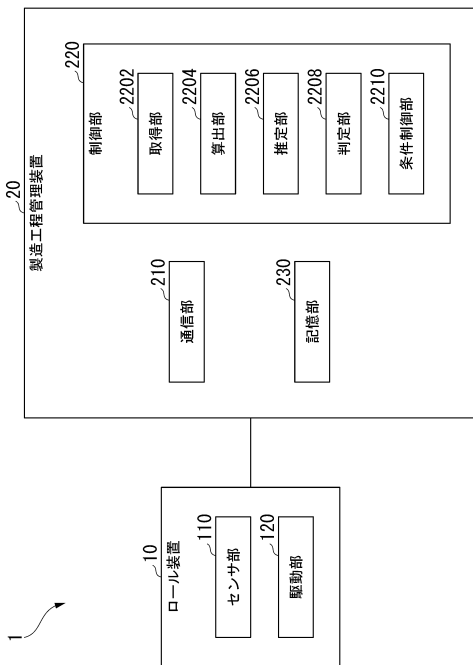 1
10
ロール装置
110
センサ部
120
駆動部
20
製造工程管理装置
210
通信部
230
記憶部
220
制御部
2202
取得部
2204
算出部
2206
推定部
2208
判定部
2210
条件制御部